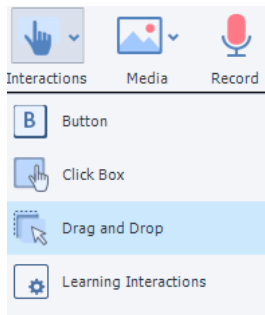 Interactions Media Record
B Button
Click Box
Drag and Drop
Learning Interactions